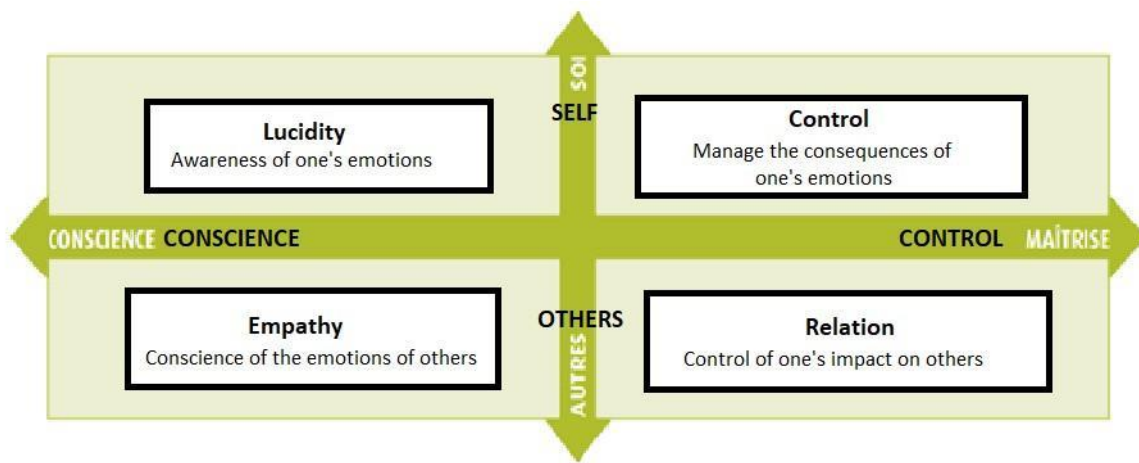 SOI
SELF
Lucidity
Awareness of one's emotions
Control
Manage the consequences of
one's emotions
CONSCIENCE CONSCIENCE
CONTROL MAÎTRISE
Empathy
Conscience of the emotions of others
OTHERS
AUTRES
Relation
Control of one's impact on others